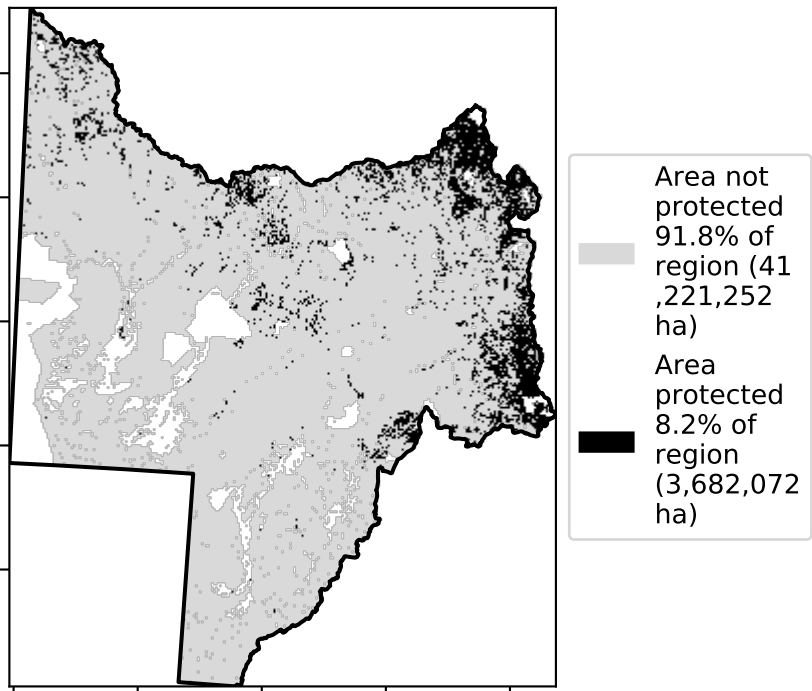 Area not
protected
91.8% of
region (41
,221,252
ha)
Area
protected
8.2% of
region
(3,682,072
ha)